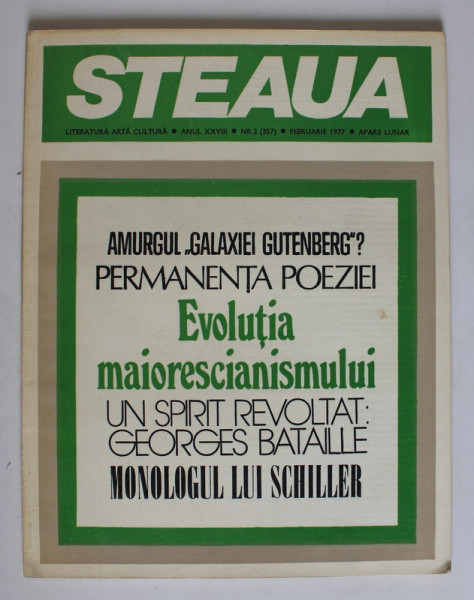 STEAUA
LITERATURĂ ARTĂ CULTURĂ • ANUL XXVIII • NR.2 (357) • FEBRUARIE 1977 • APARE LUNAR
AMURGUL „GALAXIEI GUTENBERG"?
PERMANENȚA POEZIEI
Evoluția
maiorescianismului
UN SPIRIT REVOLTAT:
GEORGES BATAILLE
MONOLOGUL LUI SCHILLER